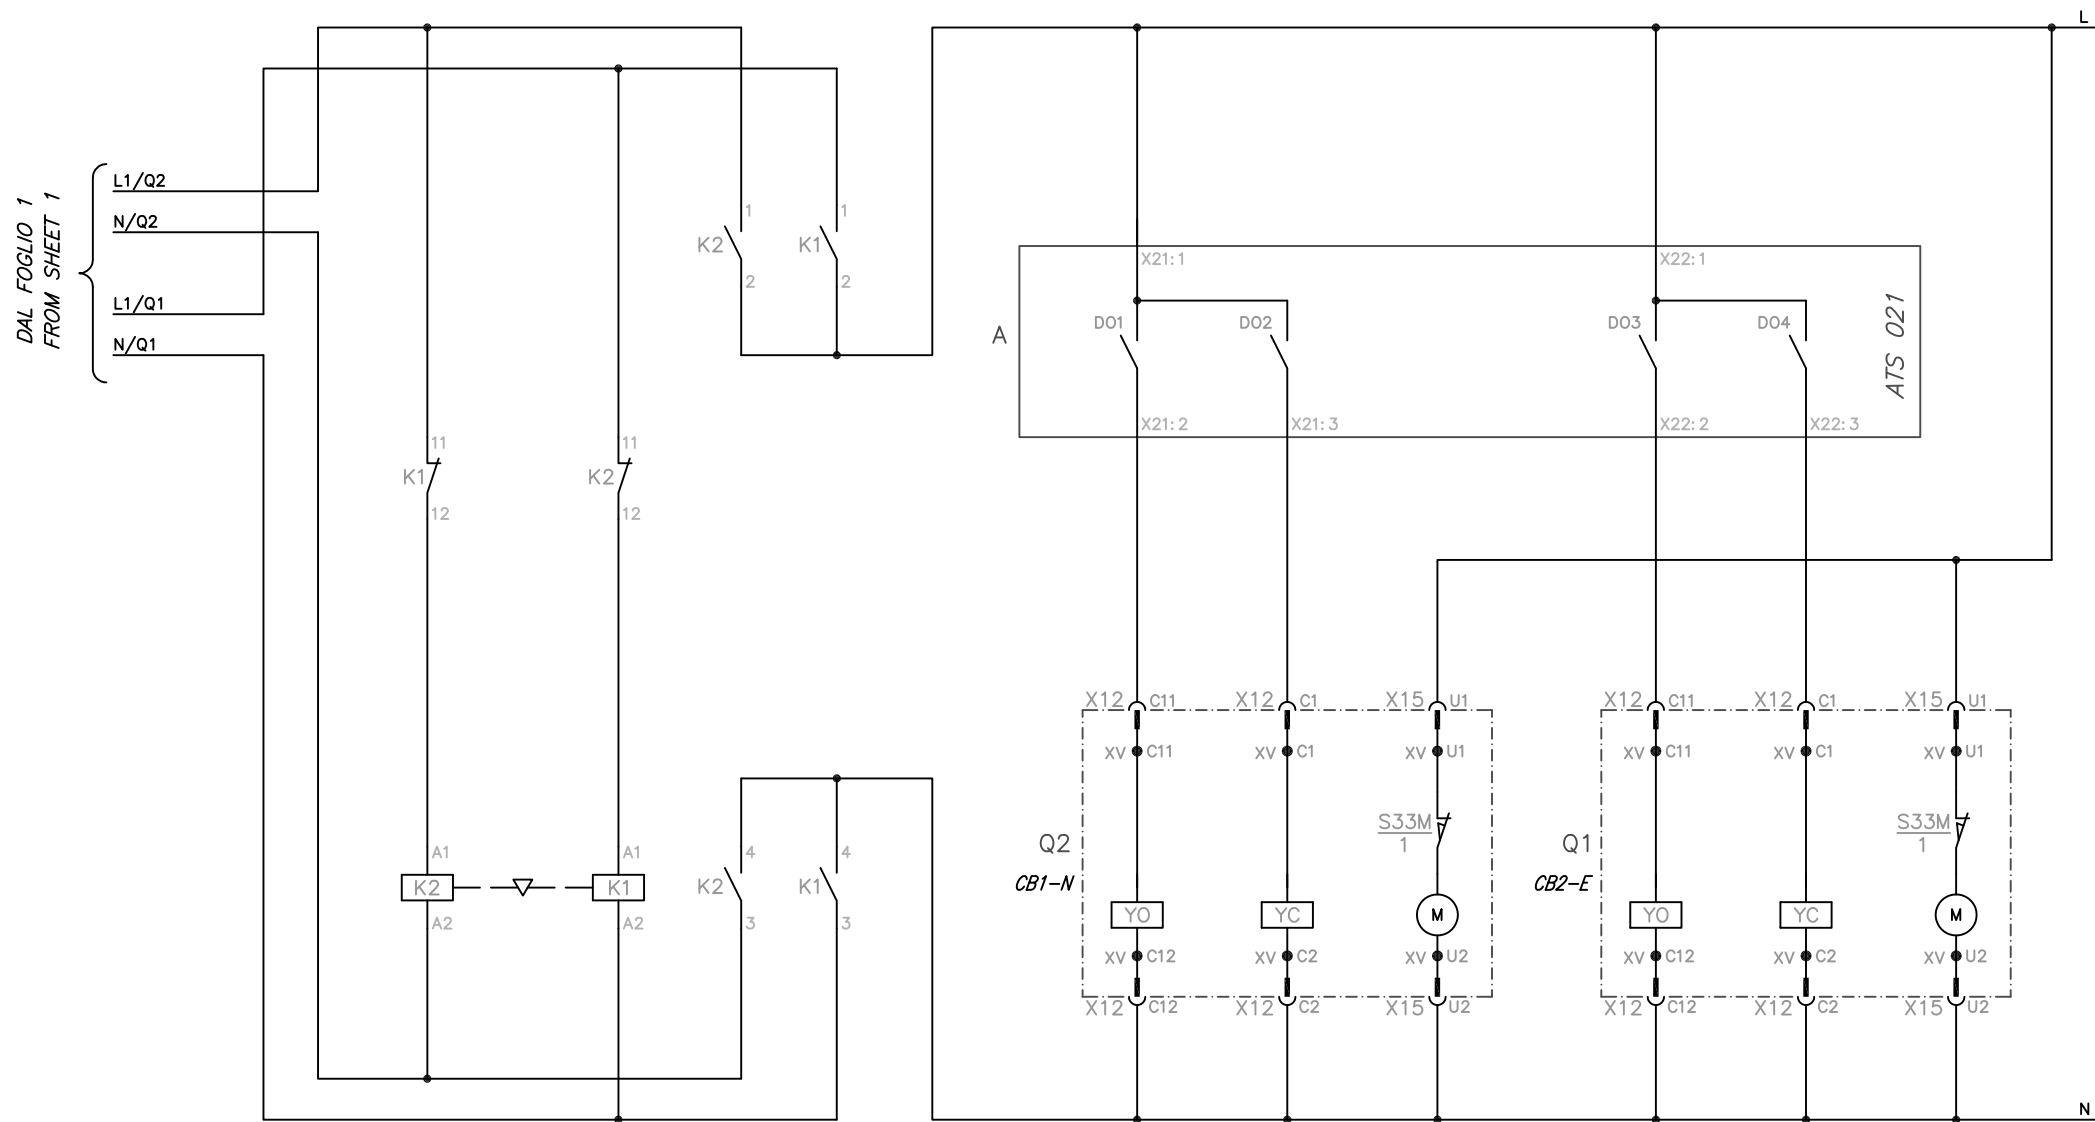 L
DAL FOGLIO 1
FROM SHEET 1
L1/Q2
N/Q2
L1/Q1
N/Q1
1 1
K2 K1
2 2
X21:1 X22:1
A
DO1 DO2 DO3 DO4
ATS 021
X21:2 X21:3 X22:2 X22:3
11 11
K1 K2
12 12
X12 C11 X12 C1 X15 U1 X12 C11 X12 C1 X15 U1
XV C11 XV C1 XV U1 XV C11 XV C1 XV U1
S33M S33M
1 1
Q2 Q1
A1 A1 4 4
K2 K1 K2 K1
CB1-N CB2-E
A2 A2 3 3
YO YC M YO YC M
XV C12 XV C2 XV U2 XV C12 XV C2 XV U2
X12 C12 X12 C2 X15 U2 X12 C12 X12 C2 X15 U2
N